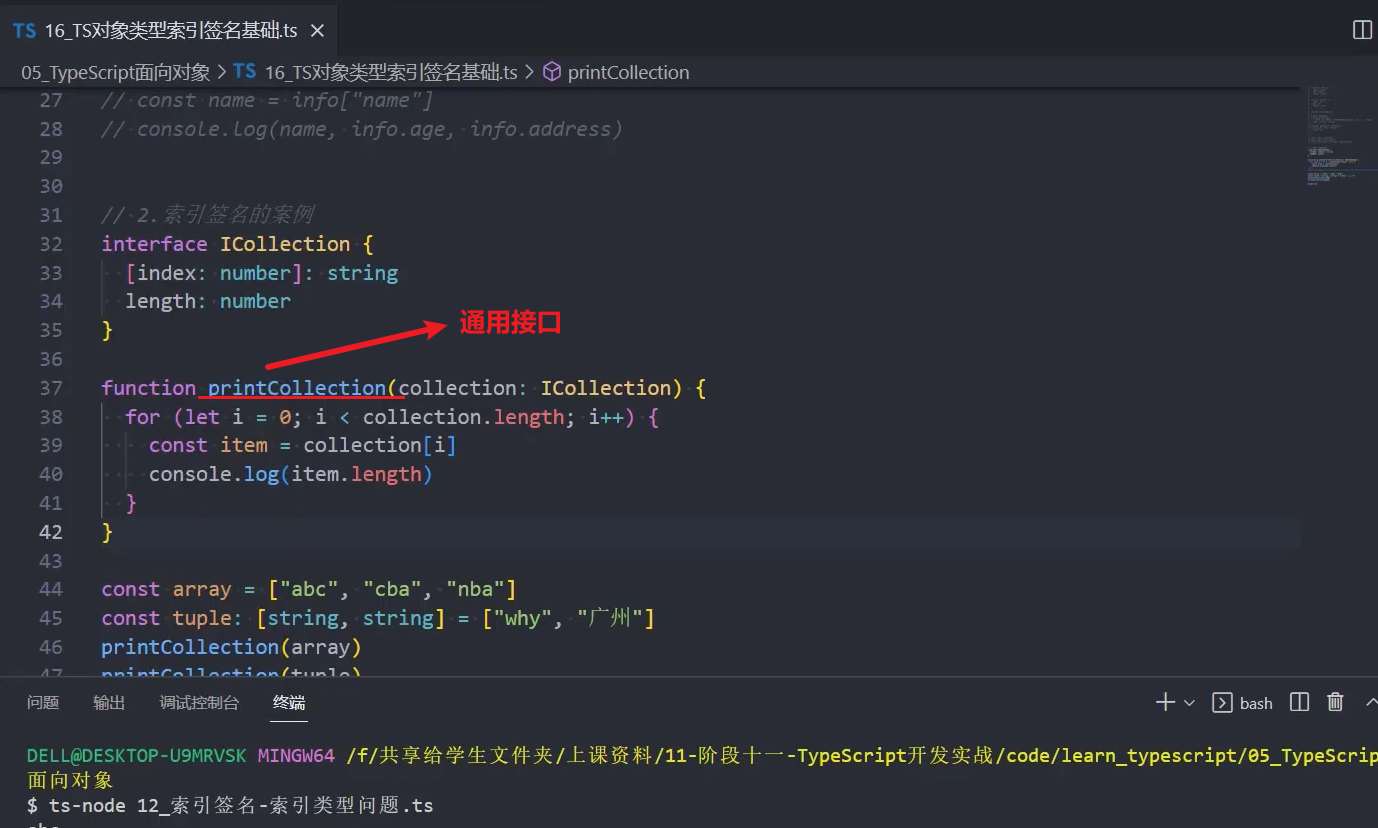 TS 16_TS对象类型索引签名基础.ts
05_TypeScript面向对象 > TS 16_TS对象类型索引签名基础.ts > printCollection
27 // const name = info["name"]
28 // console.log(name, info.age, info.address)
29
30
31 // 2.索引签名的案例
32 interface ICollection {
33 [index: number]: string
34 length: number
通用接口
35 }
36
37 function printCollection(collection: ICollection) {
38 for (let i = 0; i < collection.length; i++) {
39 const item = collection[i]
40 console.log(item.length)
41 }
42 }
43
44 const array = ["abc", "cba", "nba"]
45 const tuple: [string, string] = ["why", "广州"]
46 printCollection(array)
47 printCollection(tuple)
问题 输出 调试控制台 终端 bash
DELL@DESKTOP-U9MRVSK MINGW64 /f/共享给学生文件夹/上课资料/11-阶段十一-TypeScript开发实战/code/learn_typescript/05_TypeScrip
面向对象
$ ts-node 12_索引签名-索引类型问题.ts